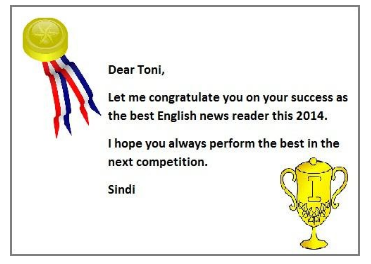 Dear Toni,
Let me congratulate you on your success as
the best English news reader this 2014.
I hope you always perform the best in the
next competition.
Sindi
I